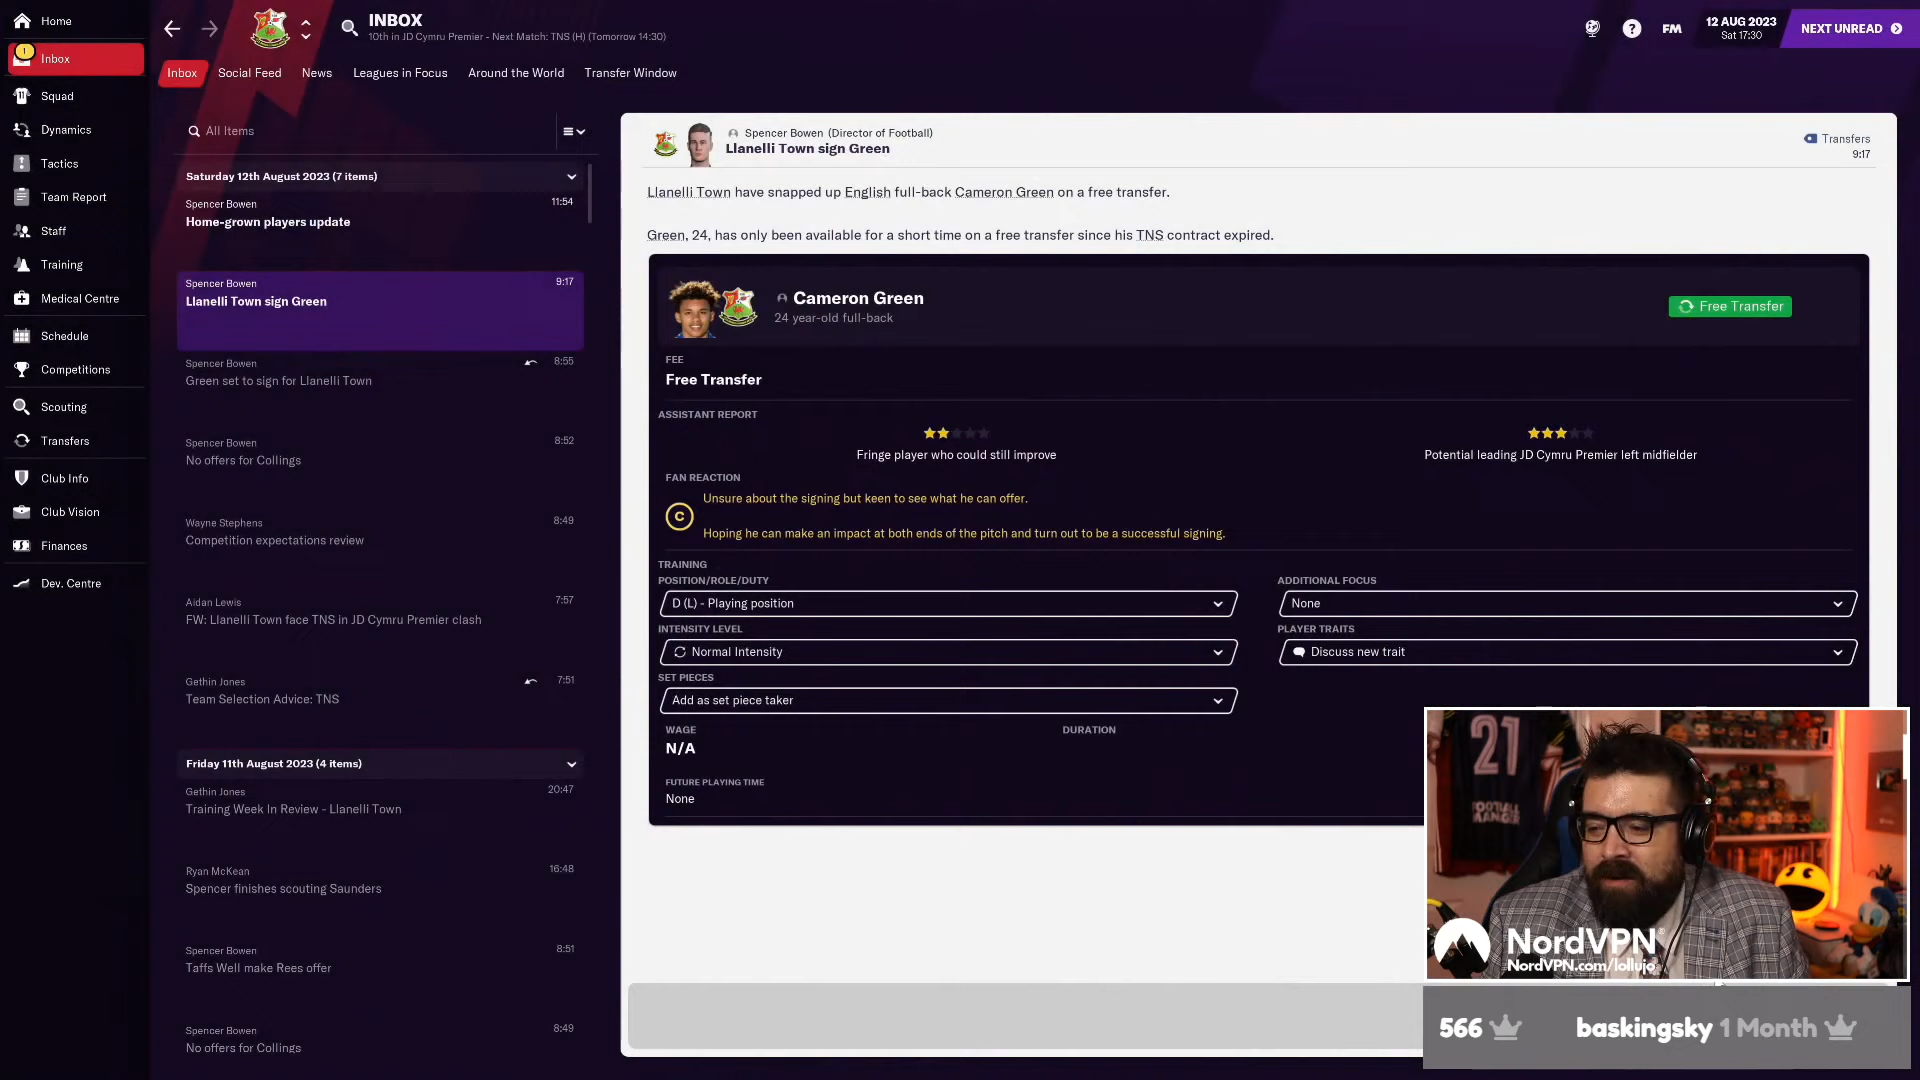 Home
1
Inbox
Squad
Dynamics
Tactics
Team Report
Staff
Training
Medical Centre
Schedule
Competitions
Scouting
Transfers
Club Info
Club Vision
Finances
Dev. Centre
INBOX
10th in JD Cymru Premier - Next Match: TNS (H) (Tomorrow 14:30)
?
FM
12 AUG 2023
Sat 17:30
NEXT UNREAD
Inbox Social Feed News Leagues in Focus Around the World Transfer Window
All Items
Saturday 12th August 2023 (7 items)
Spencer Bowen 11:54
Home-grown players update
Spencer Bowen 9:17
Llanelli Town sign Green
Spencer Bowen 8:55
Green set to sign for Llanelli Town
Spencer Bowen 8:52
No offers for Collings
Wayne Stephens 8:49
Competition expectations review
Aidan Lewis 7:57
FW: Llanelli Town face TNS in JD Cymru Premier clash
Gethin Jones 7:51
Team Selection Advice: TNS
Friday 11th August 2023 (4 items)
Gethin Jones 20:47
Training Week In Review - Llanelli Town
Ryan McKean 16:48
Spencer finishes scouting Saunders
Spencer Bowen 8:51
Taffs Well make Rees offer
Spencer Bowen 8:49
No offers for Collings
Spencer Bowen (Director of Football)
Llanelli Town sign Green
Transfers
9:17
Llanelli Town have snapped up English full-back Cameron Green on a free transfer.
Green, 24, has only been available for a short time on a free transfer since his TNS contract expired.
Cameron Green
24 year-old full-back
Free Transfer
FEE
Free Transfer
ASSISTANT REPORT
Fringe player who could still improve
Potential leading JD Cymru Premier left midfielder
FAN REACTION
C
Unsure about the signing but keen to see what he can offer.
Hoping he can make an impact at both ends of the pitch and turn out to be a successful signing.
TRAINING
POSITION/ROLE/DUTY
D (L) - Playing position
ADDITIONAL FOCUS
None
INTENSITY LEVEL
Normal Intensity
PLAYER TRAITS
Discuss new trait
SET PIECES
Add as set piece taker
WAGE
N/A
DURATION
FUTURE PLAYING TIME
None
21
FOOTBALL
MANAGER
NordVPN®
NordVPN.com/lollujo
566 baskingsky 1 Month